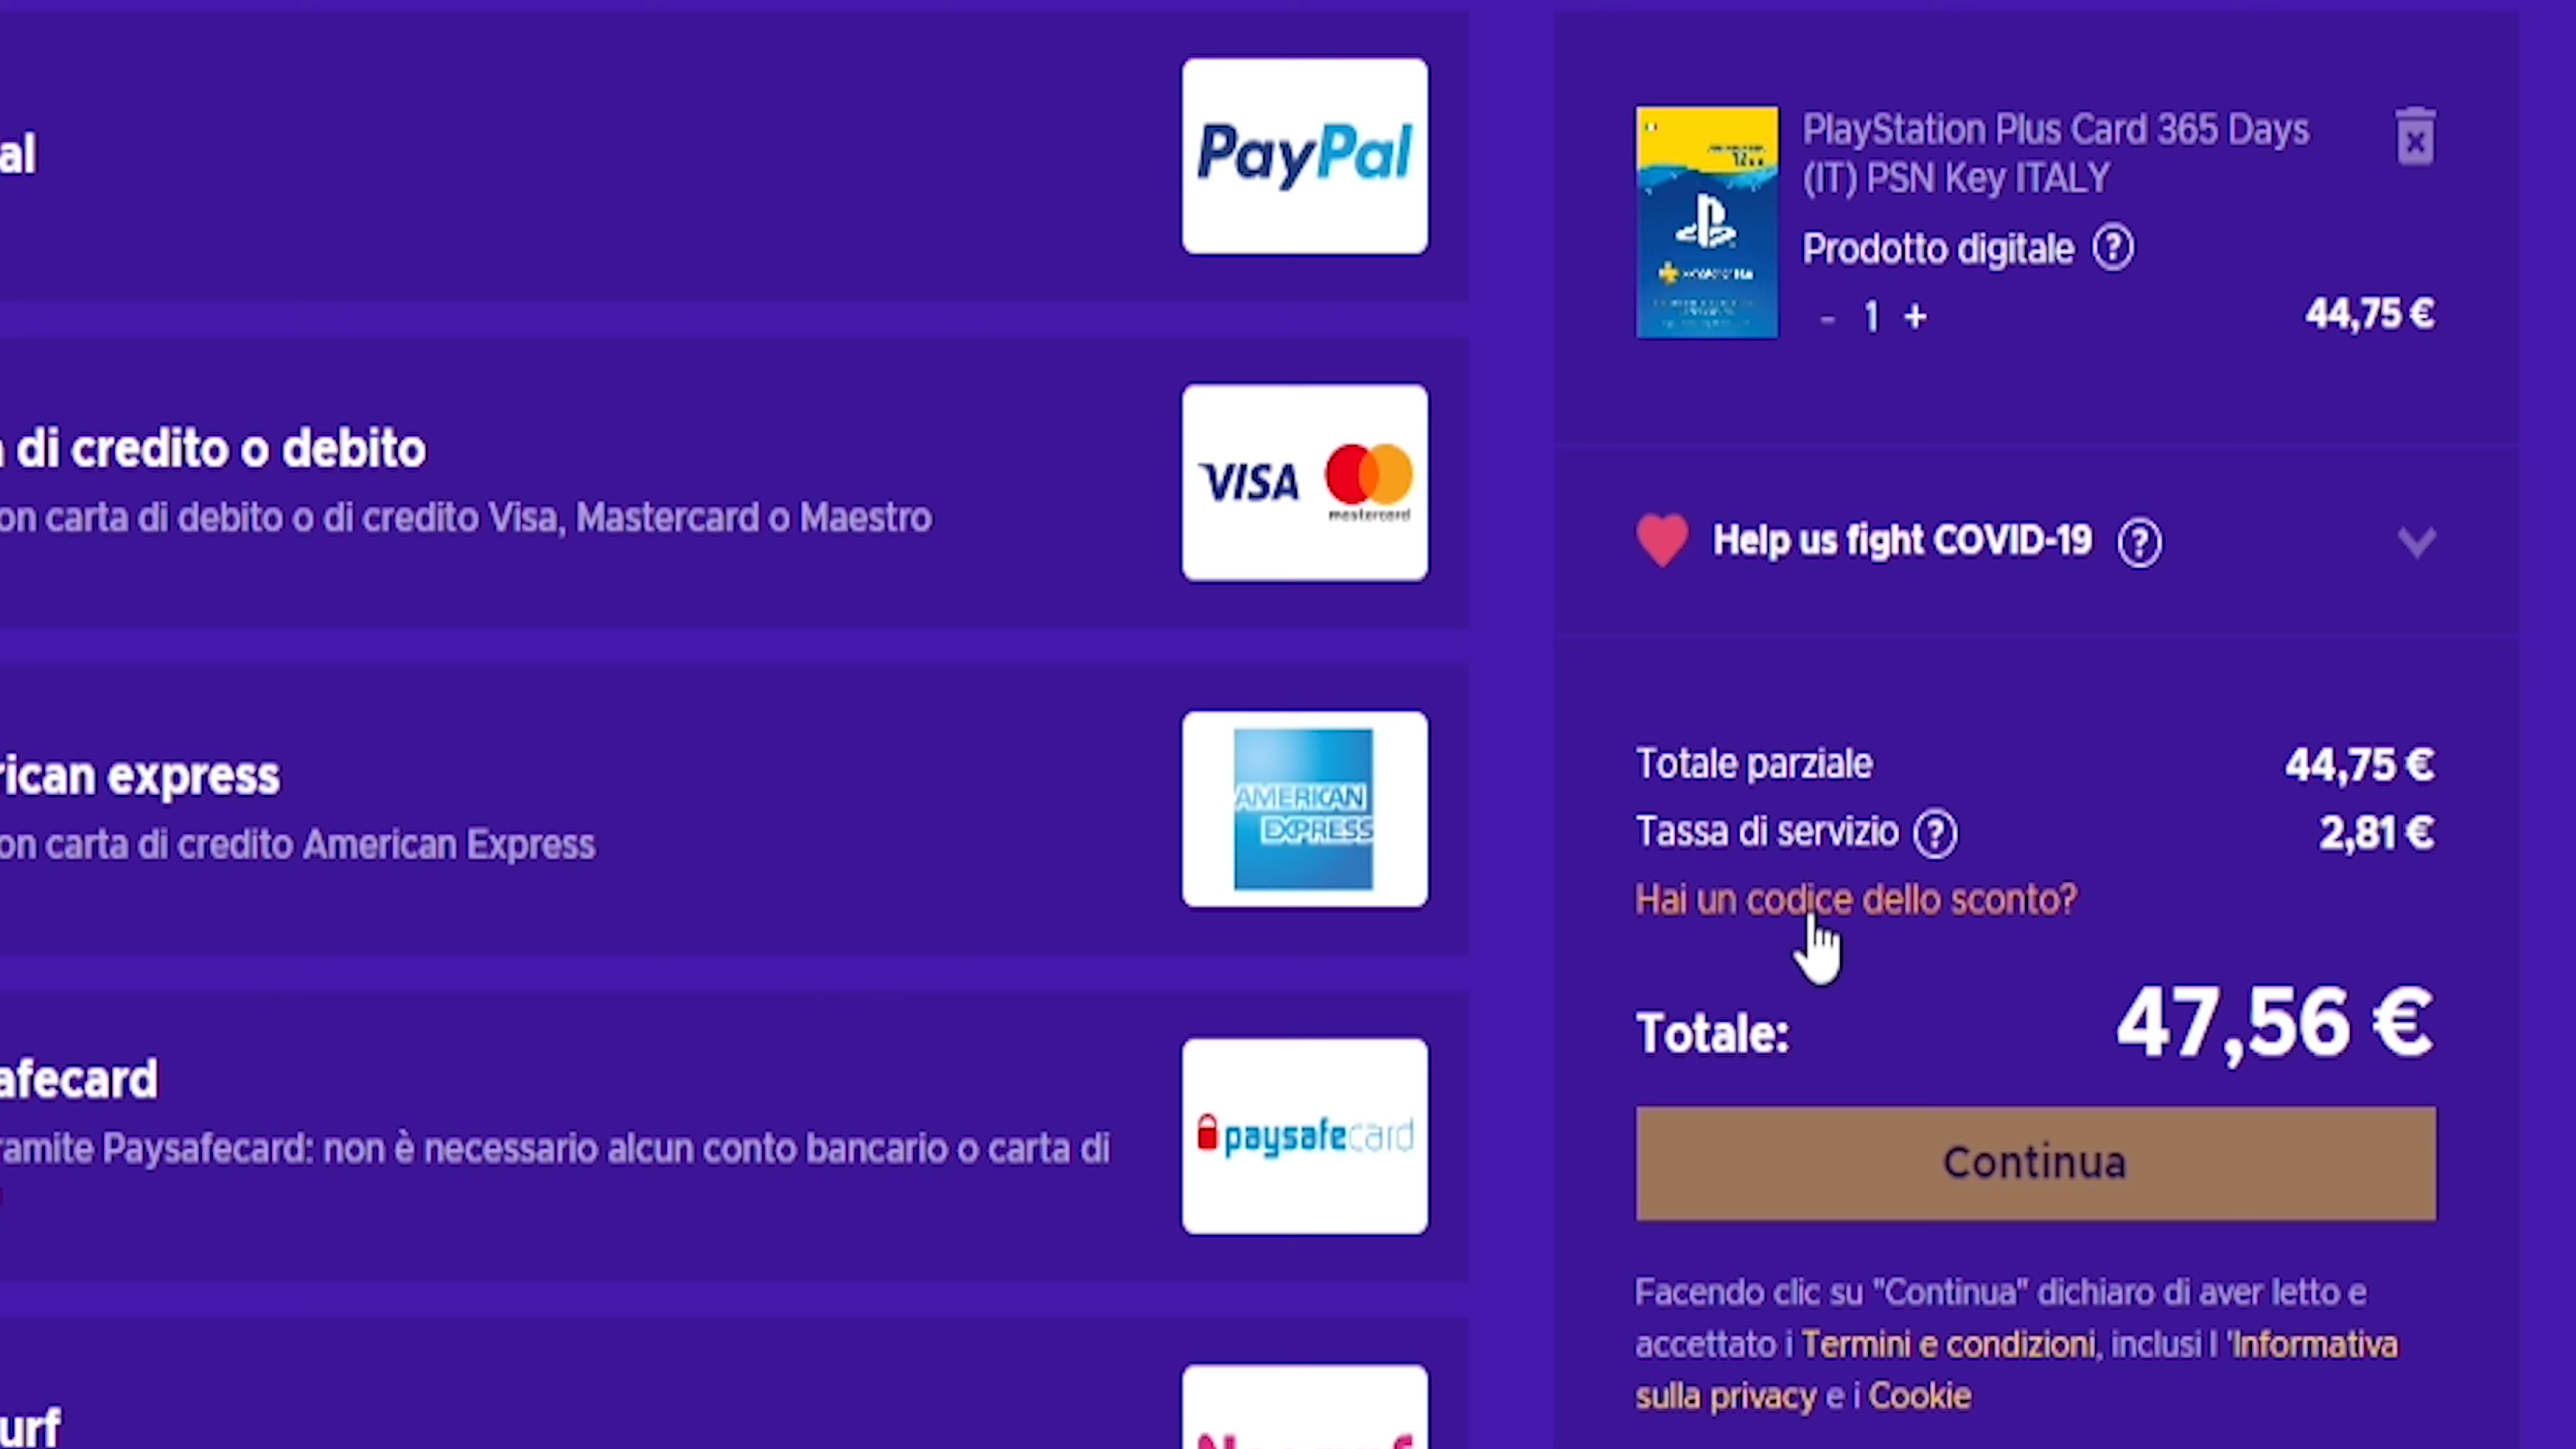 al
PayPal
di credito o debito
on carta di debito o di credito Visa, Mastercard o Maestro
VISA
mastercard
rican express
on carta di credito American Express
AMERICAN
EXPRESS
afecard
ramite Paysafecard: non è necessario alcun conto bancario o carta di
paysafecard
urf
PlayStation Plus Card 365 Days
(IT) PSN Key ITALY
Prodotto digitale ?
- 1 +
44,75 €
Help us fight COVID-19 ?
Totale parziale 44,75 €
Tassa di servizio ? 2,81 €
Hai un codice dello sconto?
Totale: 47,56 €
Continua
Facendo clic su "Continua" dichiaro di aver letto e
accettato i Termini e condizioni, inclusi l 'Informativa
sulla privacy e i Cookie